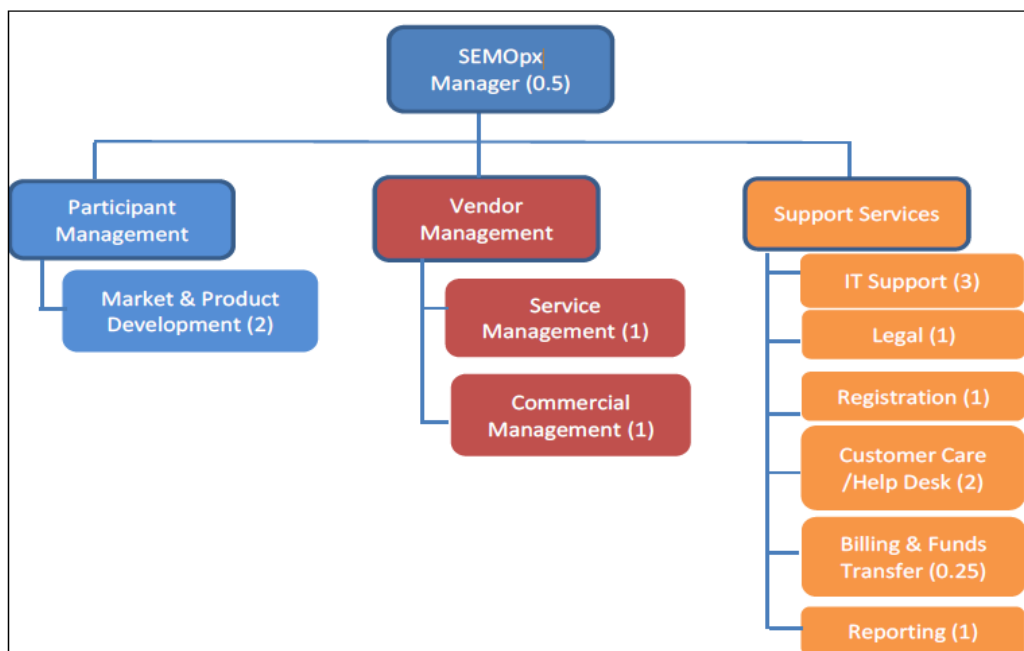 SEMOpx
Manager (0.5)
Participant
Management
Vendor
Management
Support Services
Market & Product
Development (2)
Service
Management (1)
Commercial
Management (1)
IT Support (3)
Legal (1)
Registration (1)
Customer Care
/Help Desk (2)
Billing & Funds
Transfer (0.25)
Reporting (1)